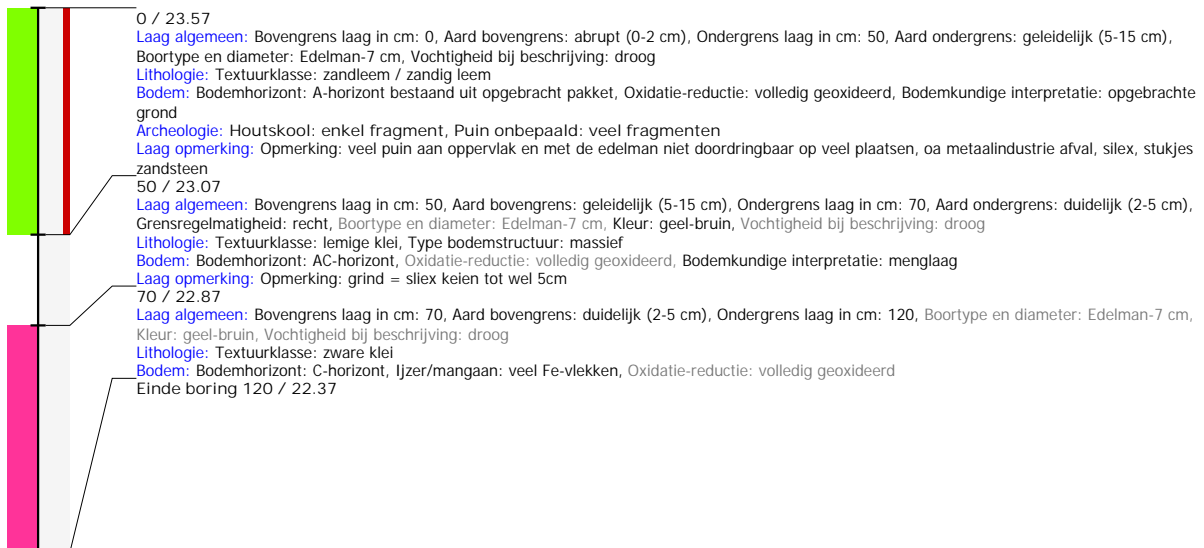 0 / 23.57
Laag algemeen: Bovengrens laag in cm: 0, Aard bovengrens: abrupt (0-2 cm), Ondergrens laag in cm: 50, Aard ondergrens: geleidelijk (5-15 cm),
Boortype en diameter: Edelman-7 cm, Vochtigheid bij beschrijving: droog
Lithologie: Textuurklasse: zandleem / zandig leem
Bodem: Bodemhorizont: A-horizont bestaand uit opgebracht pakket, Oxidatie-reductie: volledig geoxideerd, Bodemkundige interpretatie: opgebrachte
grond
Archeologie: Houtskool: enkel fragment, Puin onbepaald: veel fragmenten
Laag opmerking: Opmerking: veel puin aan oppervlak en met de edelman niet doordringbaar op veel plaatsen, oa metaalindustrie afval, silex, stukjes
zandsteen
50 / 23.07
Laag algemeen: Bovengrens laag in cm: 50, Aard bovengrens: geleidelijk (5-15 cm), Ondergrens laag in cm: 70, Aard ondergrens: duidelijk (2-5 cm),
Grensregelmatigheid: recht, Boortype en diameter: Edelman-7 cm, Kleur: geel-bruin, Vochtigheid bij beschrijving: droog
Lithologie: Textuurklasse: lemige klei, Type bodemstructuur: massief
Bodem: Bodemhorizont: AC-horizont, Oxidatie-reductie: volledig geoxideerd, Bodemkundige interpretatie: menglaag
Laag opmerking: Opmerking: grind = sliex keien tot wel 5cm
70 / 22.87
Laag algemeen: Bovengrens laag in cm: 70, Aard bovengrens: duidelijk (2-5 cm), Ondergrens laag in cm: 120, Boortype en diameter: Edelman-7 cm,
Kleur: geel-bruin, Vochtigheid bij beschrijving: droog
Lithologie: Textuurklasse: zware klei
Bodem: Bodemhorizont: C-horizont, Ijzer/mangaan: veel Fe-vlekken, Oxidatie-reductie: volledig geoxideerd
Einde boring 120 / 22.37